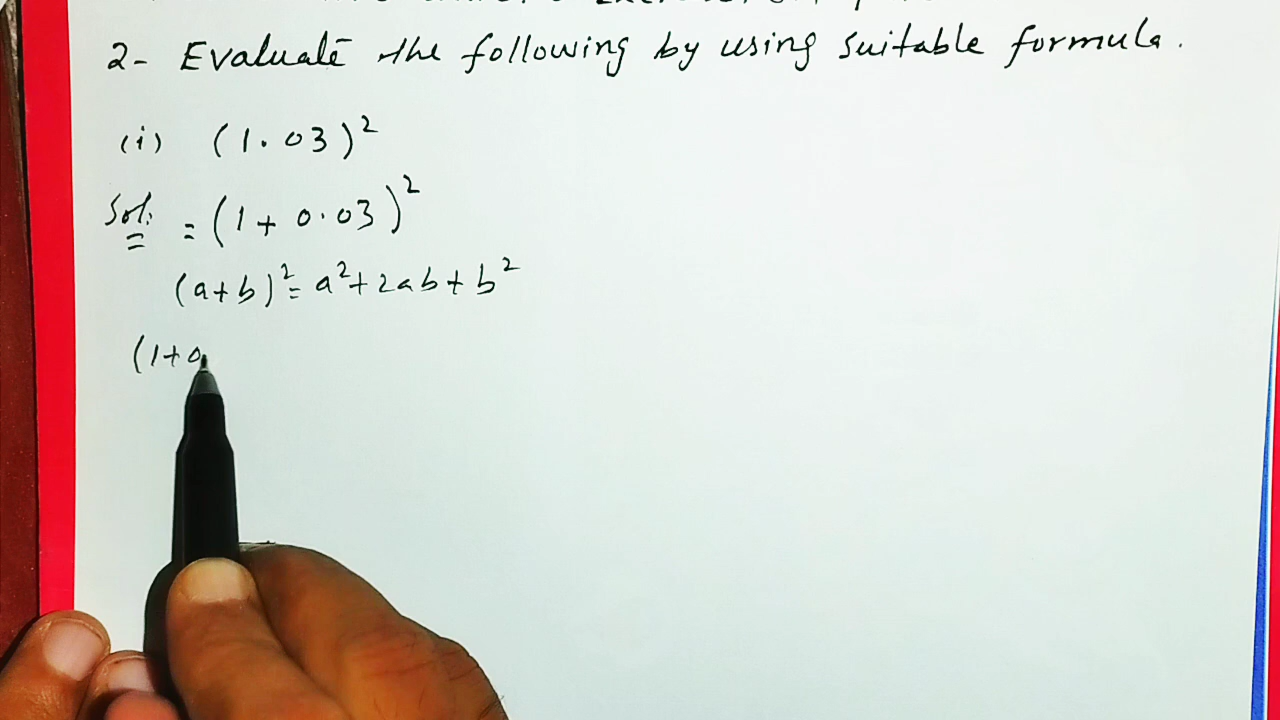 2- Evaluate the following by using suitable formula.
(i) (1.03)²
Sol: = (1+0.03)²
(a+b)² = a²+2ab+b²
(1+0